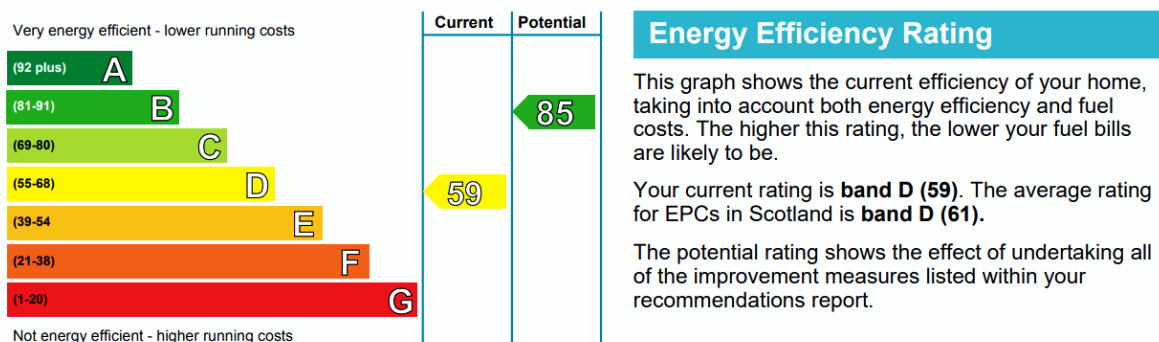 Very energy efficient - lower running costs
Current
Potential
(92 plus) A
(81-91) B
85
(69-80) C
(55-68) D
59
(39-54 E
(21-38) F
(1-20) G
Not energy efficient - higher running costs
Energy Efficiency Rating
This graph shows the current efficiency of your home,
taking into account both energy efficiency and fuel
costs. The higher this rating, the lower your fuel bills
are likely to be.
Your current rating is band D (59). The average rating
for EPCs in Scotland is band D (61).
The potential rating shows the effect of undertaking all
of the improvement measures listed within your
recommendations report.